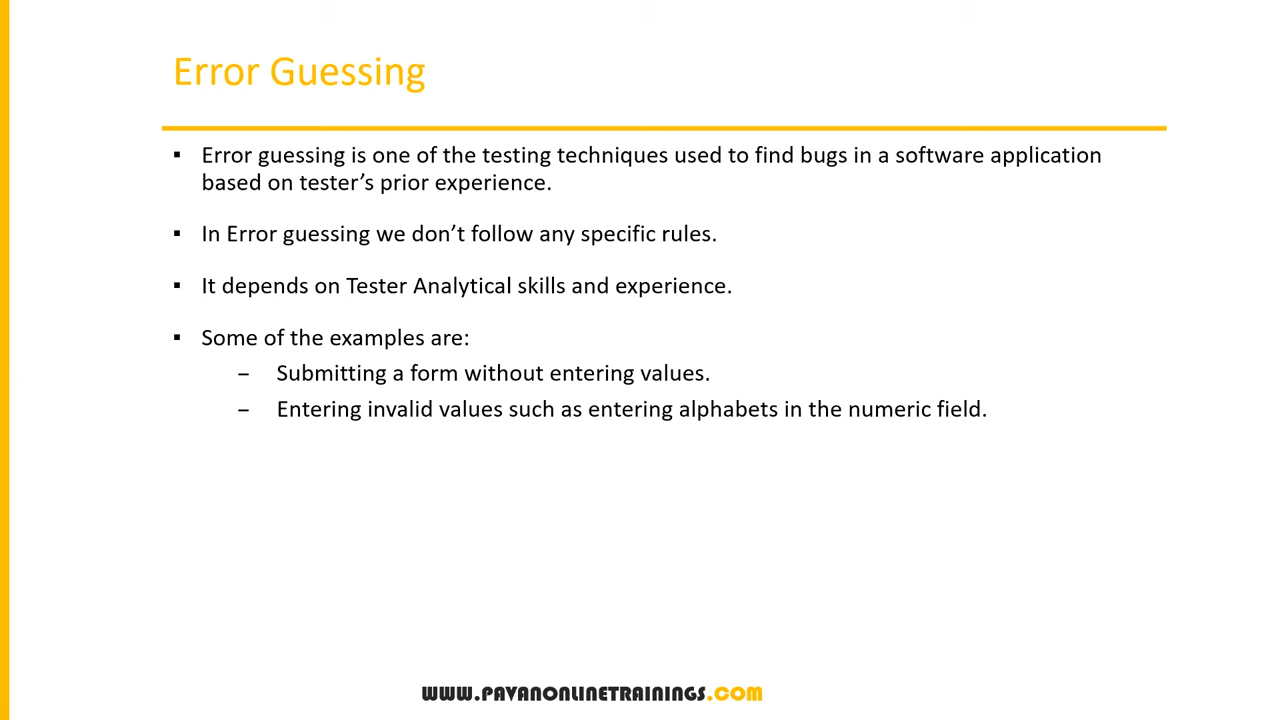 Error Guessing
▪ Error guessing is one of the testing techniques used to find bugs in a software application
based on tester’s prior experience.
▪ In Error guessing we don’t follow any specific rules.
▪ It depends on Tester Analytical skills and experience.
▪ Some of the examples are:
– Submitting a form without entering values.
– Entering invalid values such as entering alphabets in the numeric field.
WWW.PAVANONLINETRAININGS.COM